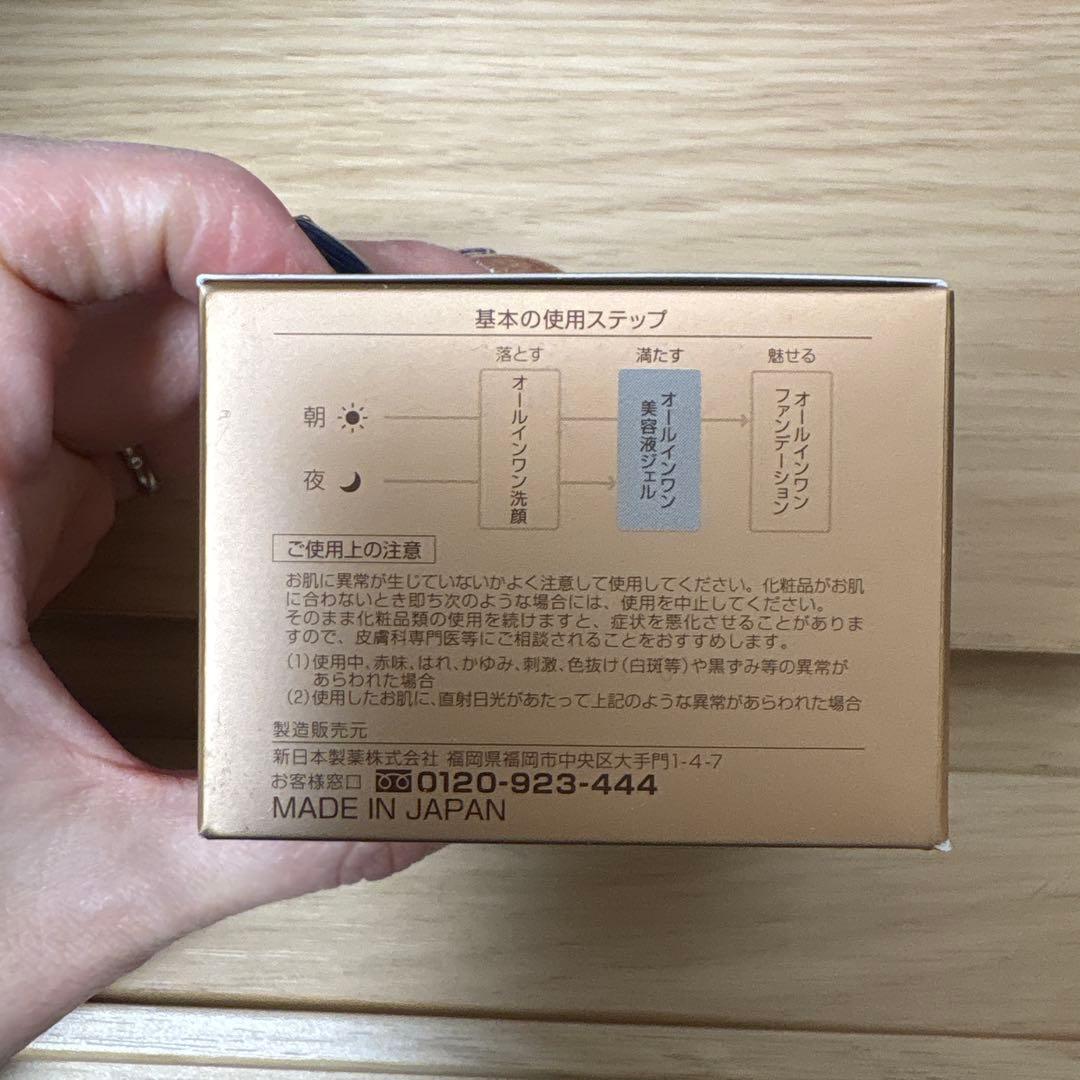 基本の使用ステップ
落とす 満たす 魅せる
朝
夜
オールインワン洗顔
オールインワン
美容液ジェル
オールインワン
ファンデーション
ご使用上の注意
お肌に異常が生じていないかよく注意して使用してください。化粧品がお肌
に合わないとき即ち次のような場合には、使用を中止してください。
そのまま化粧品類の使用を続けますと、症状を悪化させることがありま
すので、皮膚科専門医等にご相談されることをおすすめします。
(1)使用中、赤味、はれ、かゆみ、刺激、色抜け(白斑等)や黒ずみ等の異常が
あらわれた場合
(2)使用したお肌に、直射日光があたって上記のような異常があらわれた場合
製造販売元
新日本製薬株式会社 福岡県福岡市中央区大手門1-4-7
お客様窓口 0120-923-444
MADE IN JAPAN